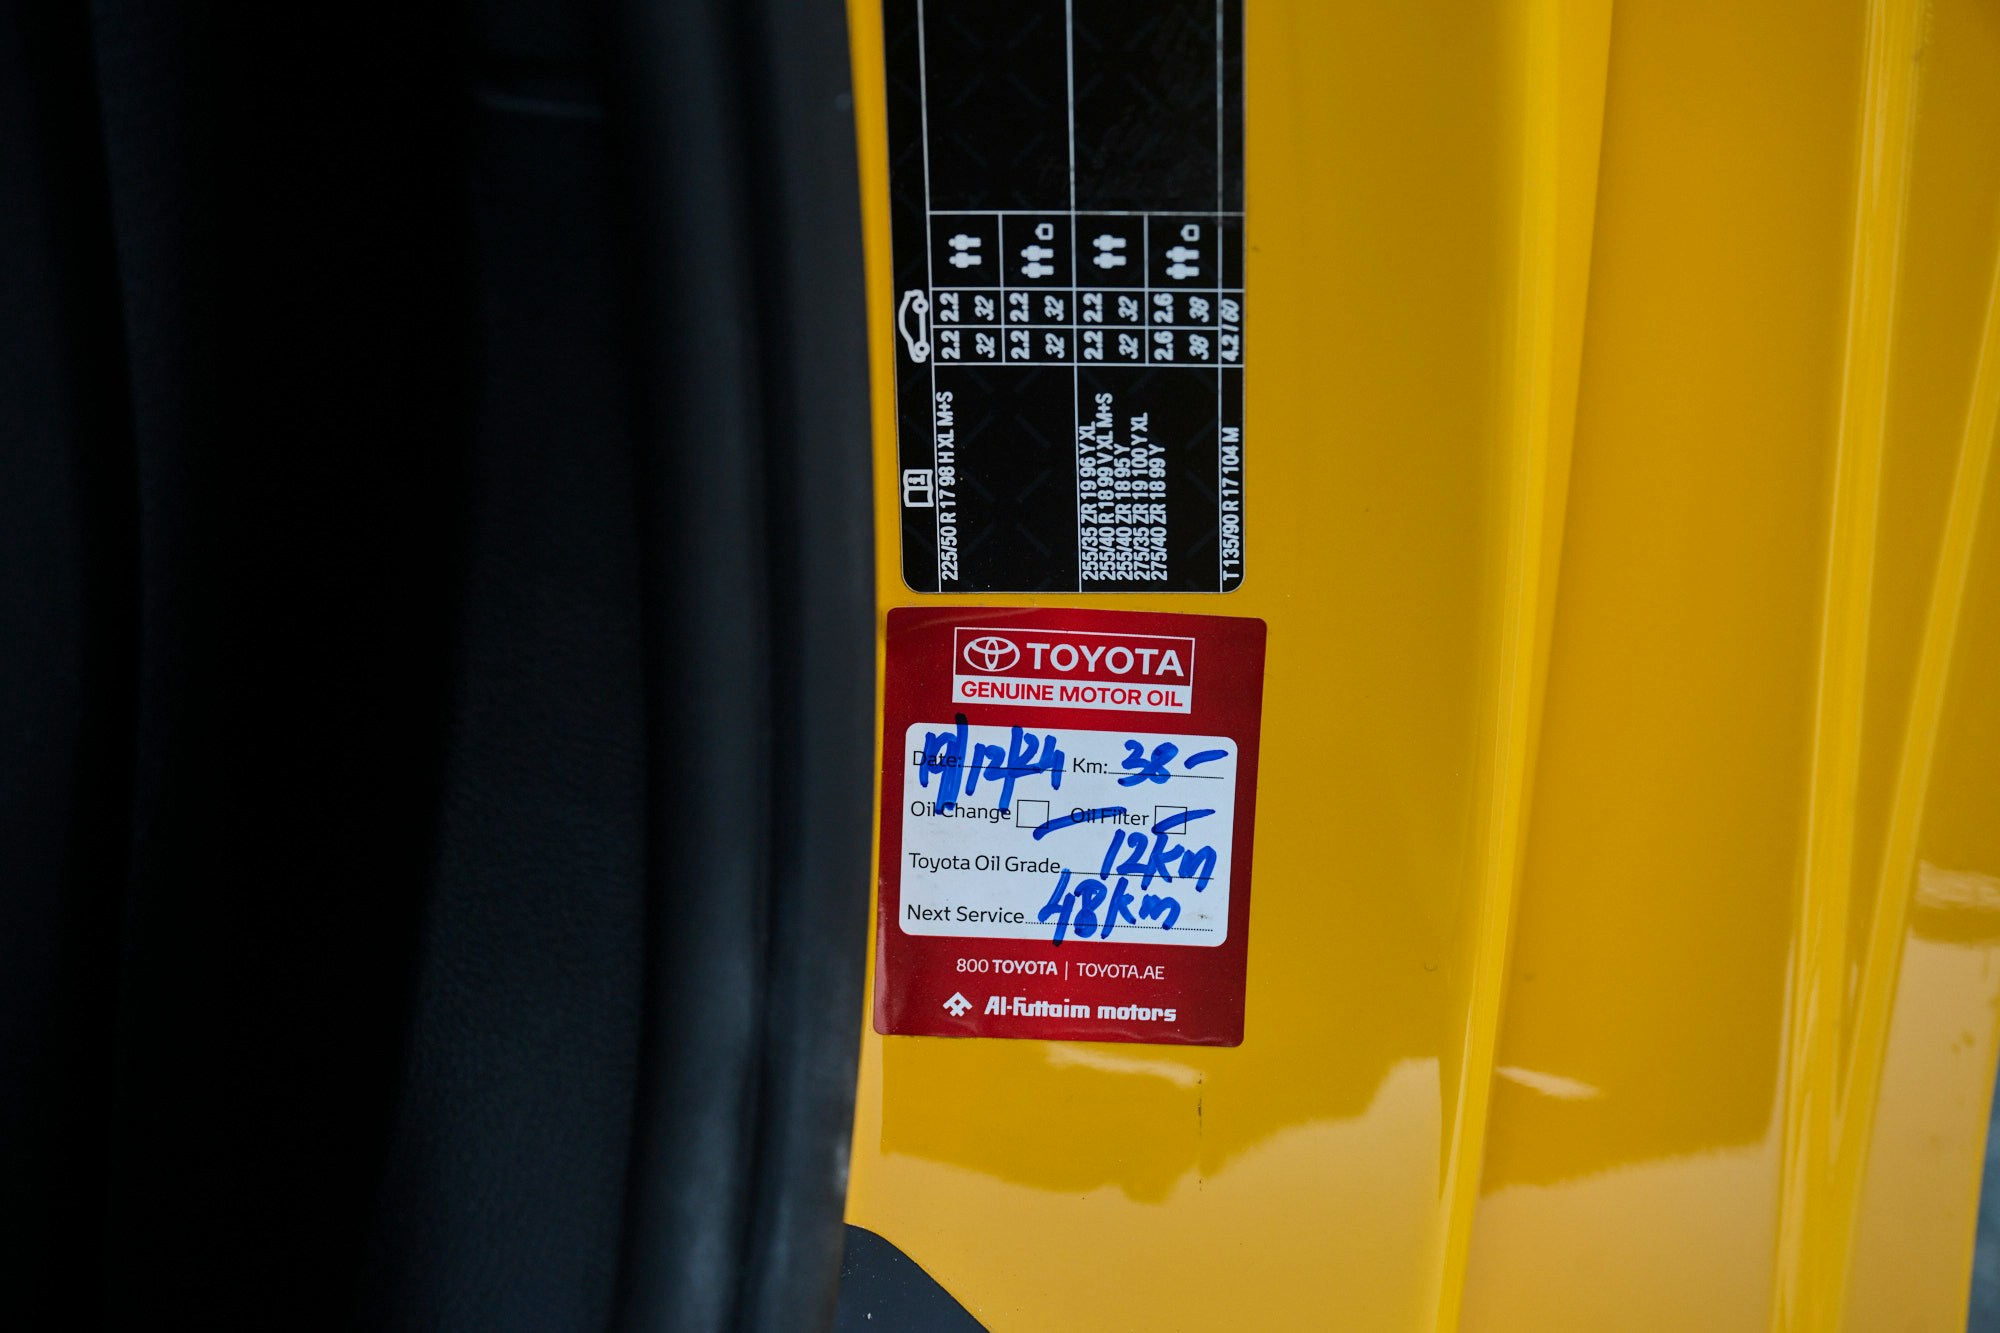 2.2 2.2 2.2 2.2 2.2 2.2 2.6 2.6 4.2 / 60
32 32 32 32 32 32 38 38
225/50 R 17 98 H XL M+S
255/35 ZR 19 96 Y XL
255/40 R 18 99 V XL M+S
255/40 ZR 18 95 Y
275/35 ZR 19 100 Y XL
275/40 ZR 18 99 Y
T 135/90 R 17 104 M
TOYOTA
GENUINE MOTOR OIL
Date: /12/24 Km: 38-
Oil Change Oil Filter
Toyota Oil Grade 12km
Next Service 48km
800 TOYOTA | TOYOTA.AE
Al-Futtaim motors